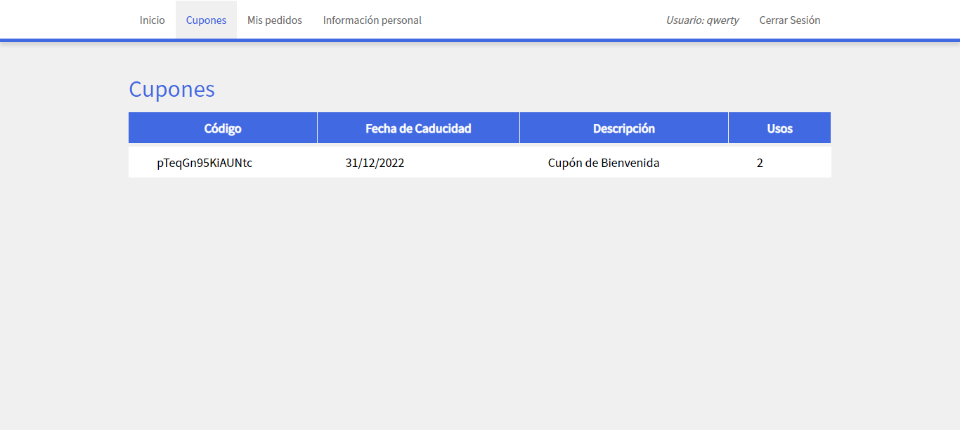 Inicio Cupones Mis pedidos Información personal Usuario: qwerty Cerrar Sesión
Cupones
Código Fecha de Caducidad Descripción Usos
pTeqGn95KiAUNtc 31/12/2022 Cupón de Bienvenida 2